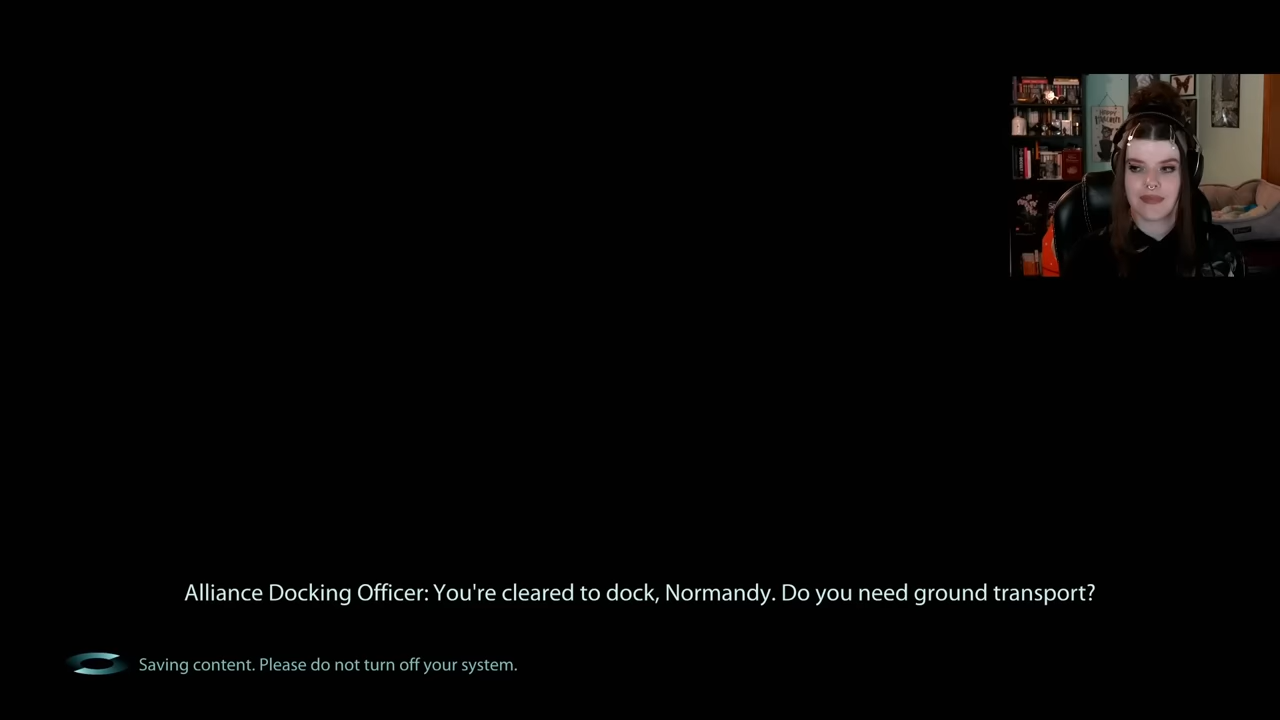 Alliance Docking Officer: You're cleared to dock, Normandy. Do you need ground transport?
Saving content. Please do not turn off your system.